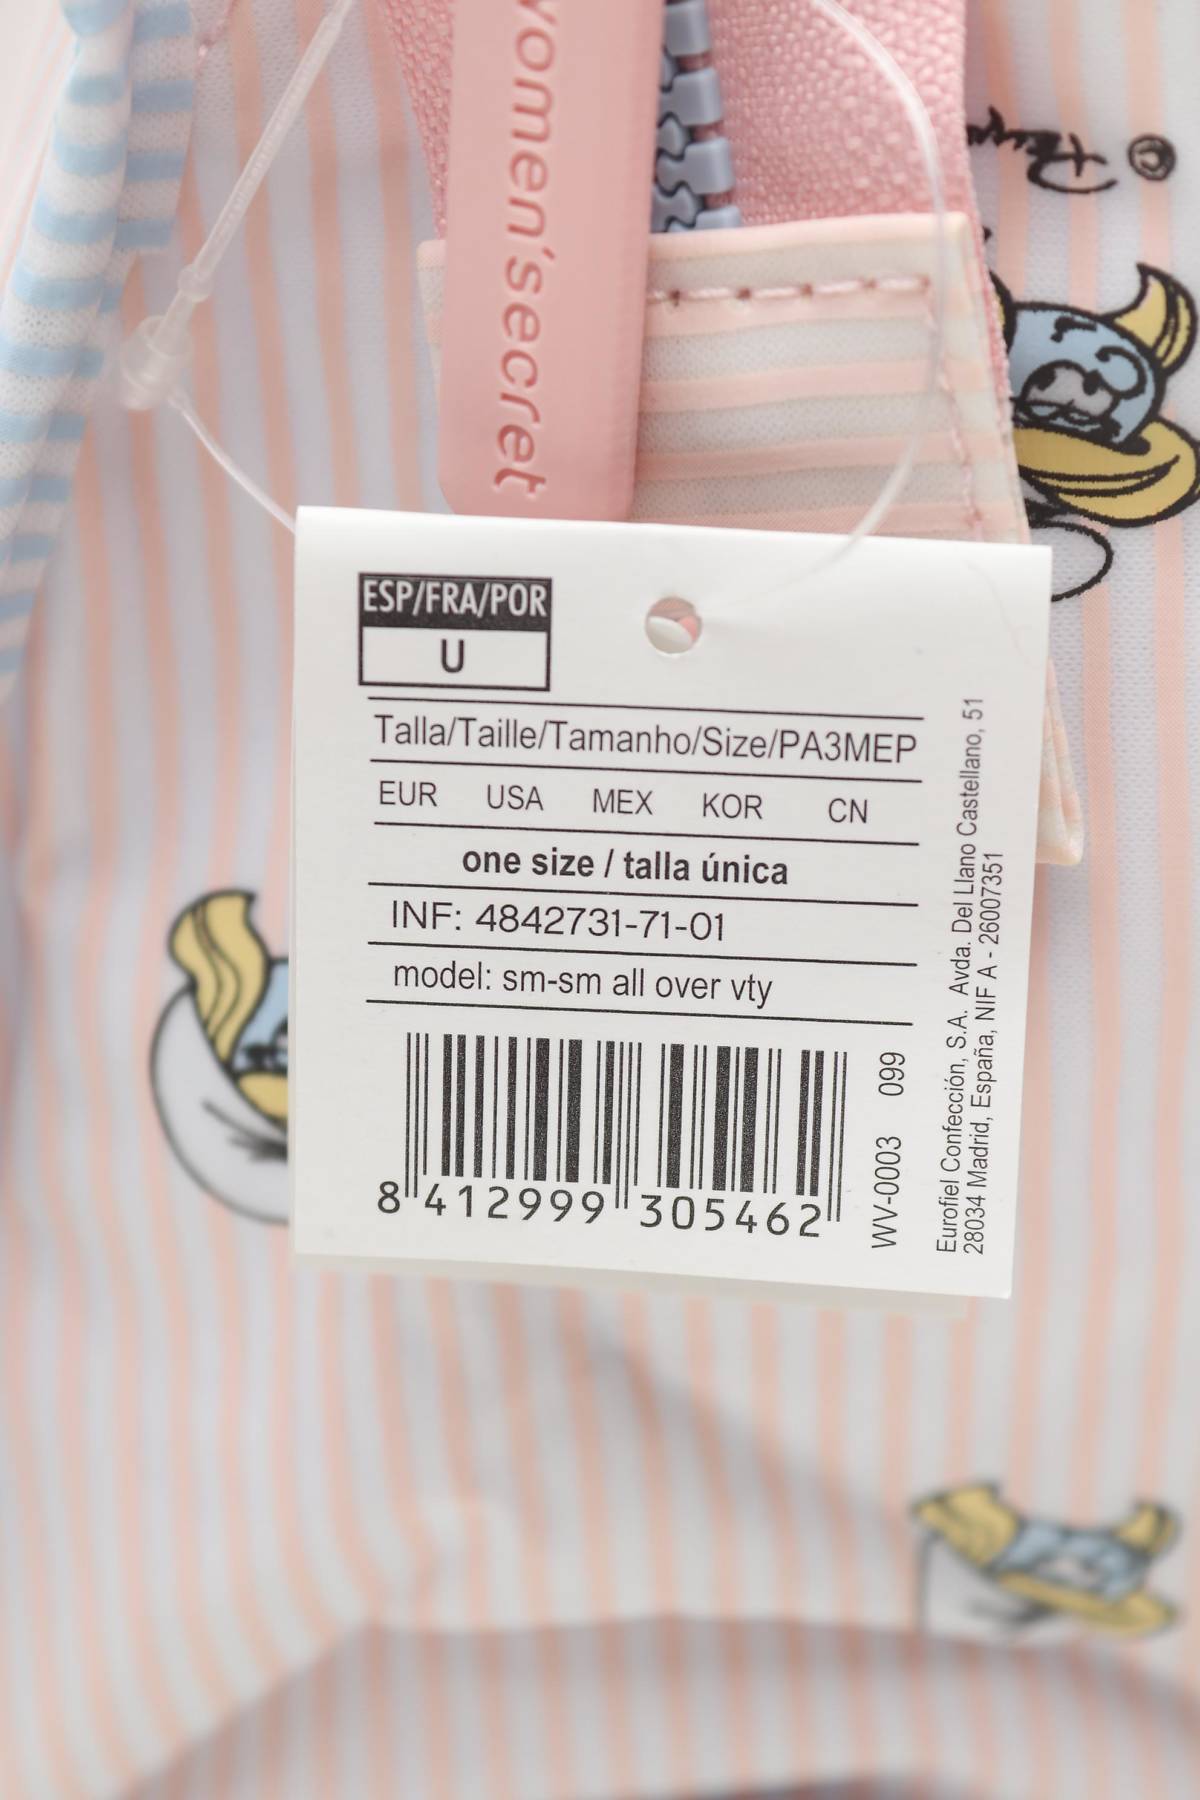 women'secret
©
ESP/FRA/POR
U
Talla/Taille/Tamanho/Size/PA3MEP
EUR USA MEX KOR CN
one size / talla única
INF: 4842731-71-01
model: sm-sm all over vty
8 412999 305462
WV-0003 099
Eurofiel Confección, S.A. Avda. Del Llano Castellano, 51
28034 Madrid, España, NIF A - 26007351